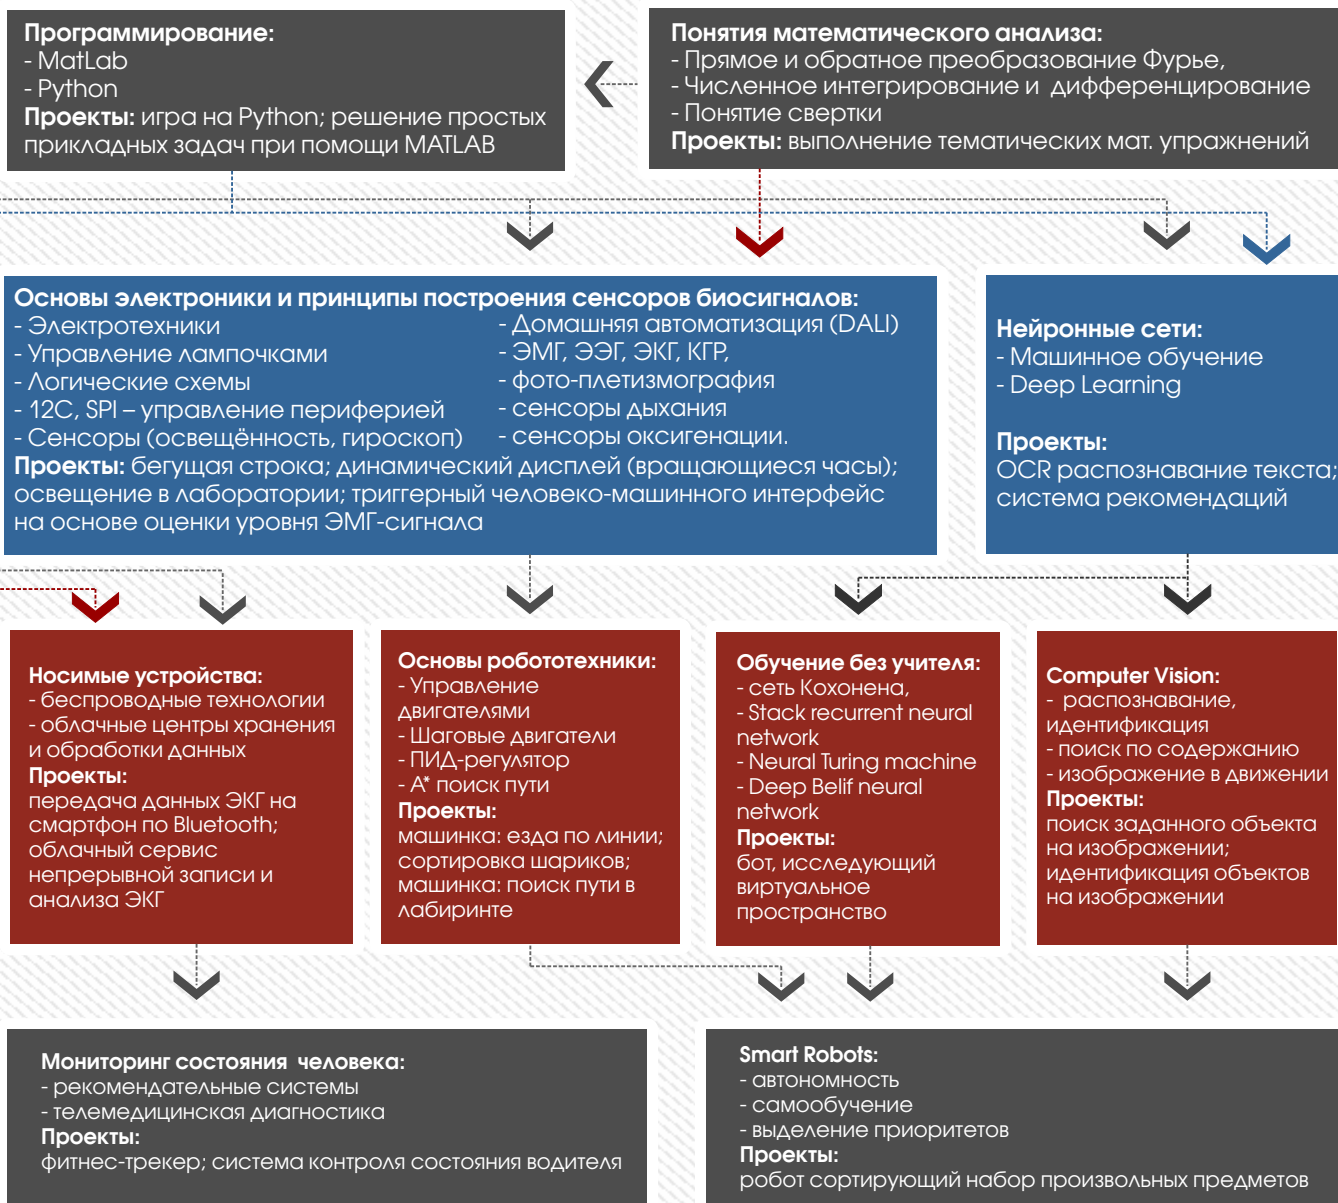 Программирование:
- MatLab
- Python
Проекты: игра на Python; решение простых
прикладных задач при помощи MATLAB
Понятия математического анализа:
- Прямое и обратное преобразование Фурье,
- Численное интегрирование и дифференцирование
- Понятие свертки
Проекты: выполнение тематических мат. упражнений
Основы электроники и принципы построения сенсоров биосигналов:
- Электротехники
- Управление лампочками
- Логические схемы
- 12C, SPI – управление периферией
- Сенсоры (освещённость, гироскоп)
- Домашняя автоматизация (DALI)
- ЭМГ, ЭЭГ, ЭКГ, КГР,
- фото-плетизмография
- сенсоры дыхания
- сенсоры оксигенации.
Проекты: бегущая строка; динамический дисплей (вращающиеся часы);
освещение в лаборатории; триггерный человеко-машинного интерфейс
на основе оценки уровня ЭМГ-сигнала
Нейронные сети:
- Машинное обучение
- Deep Learning
Проекты:
OCR распознавание текста;
система рекомендаций
Носимые устройства:
- беспроводные технологии
- облачные центры хранения
и обработки данных
Проекты:
передача данных ЭКГ на
смартфон по Bluetooth;
облачный сервис
непрерывной записи и
анализа ЭКГ
Основы робототехники:
- Управление
двигателями
- Шаговые двигатели
- ПИД-регулятор
- А* поиск пути
Проекты:
машинка: езда по линии;
сортировка шариков;
машинка: поиск пути в
лабиринте
Обучение без учителя:
- сеть Кохонена,
- Stack recurrent neural
network
- Neural Turing machine
- Deep Belif neural
network
Проекты:
бот, исследующий
виртуальное
пространство
Computer Vision:
- распознавание,
идентификация
- поиск по содержанию
- изображение в движении
Проекты:
поиск заданного объекта
на изображении;
идентификация объектов
на изображении
Мониторинг состояния человека:
- рекомендательные системы
- телемедицинская диагностика
Проекты:
фитнес-трекер; система контроля состояния водителя
Smart Robots:
- автономность
- самообучение
- выделение приоритетов
Проекты:
робот сортирующий набор произвольных предметов